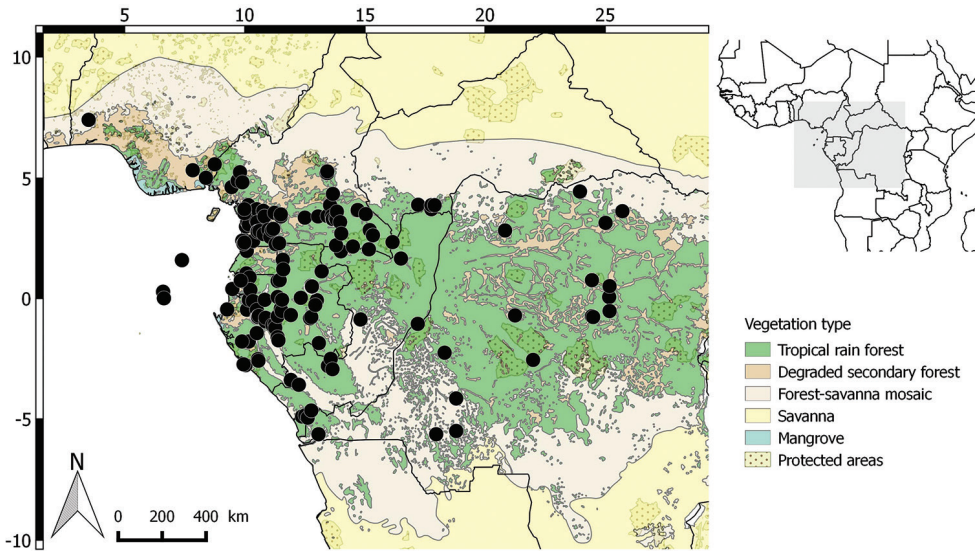 5 10 15 20 25
10
5
0
-5
-10
N
0 200 400 km
Vegetation type
Tropical rain forest
Degraded secondary forest
Forest-savanna mosaic
Savanna
Mangrove
Protected areas